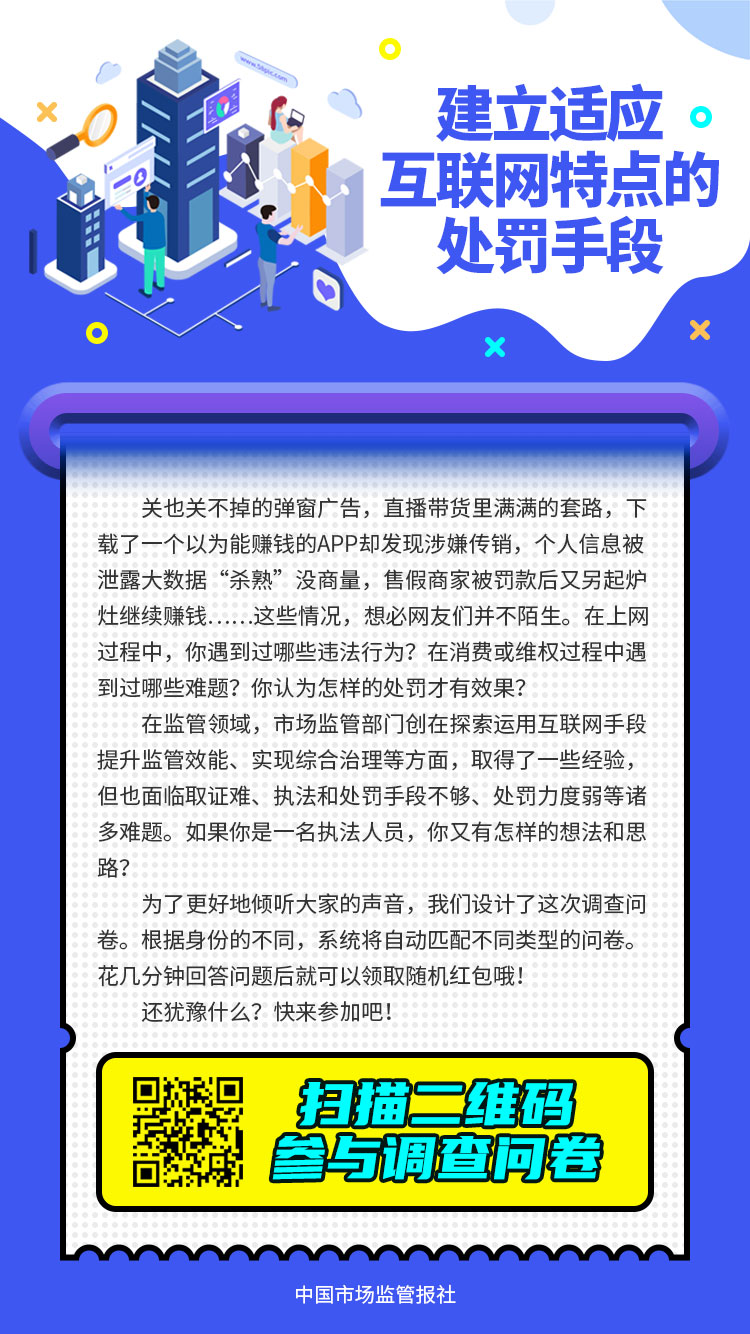 www.58pic.com
建立适应
互联网特点的
处罚手段
关也关不掉的弹窗广告，直播带货里满满的套路，下
载了一个以为能赚钱的APP却发现涉嫌传销，个人信息被
泄露大数据“杀熟”没商量，售假商家被罚款后又另起炉
灶继续赚钱……这些情况，想必网友们并不陌生。在上网
过程中，你遇到过哪些违法行为？在消费或维权过程中遇
到过哪些难题？你认为怎样的处罚才有效果？
在监管领域，市场监管部门创在探索运用互联网手段
提升监管效能、实现综合治理等方面，取得了一些经验，
但也面临取证难、执法和处罚手段不够、处罚力度弱等诸
多难题。如果你是一名执法人员，你又有怎样的想法和思
路？
为了更好地倾听大家的声音，我们设计了这次调查问
卷。根据身份的不同，系统将自动匹配不同类型的问卷。
花几分钟回答问题后就可以领取随机红包哦！
还犹豫什么？快来参加吧！
扫描二维码
参与调查问卷
中国市场监管报社